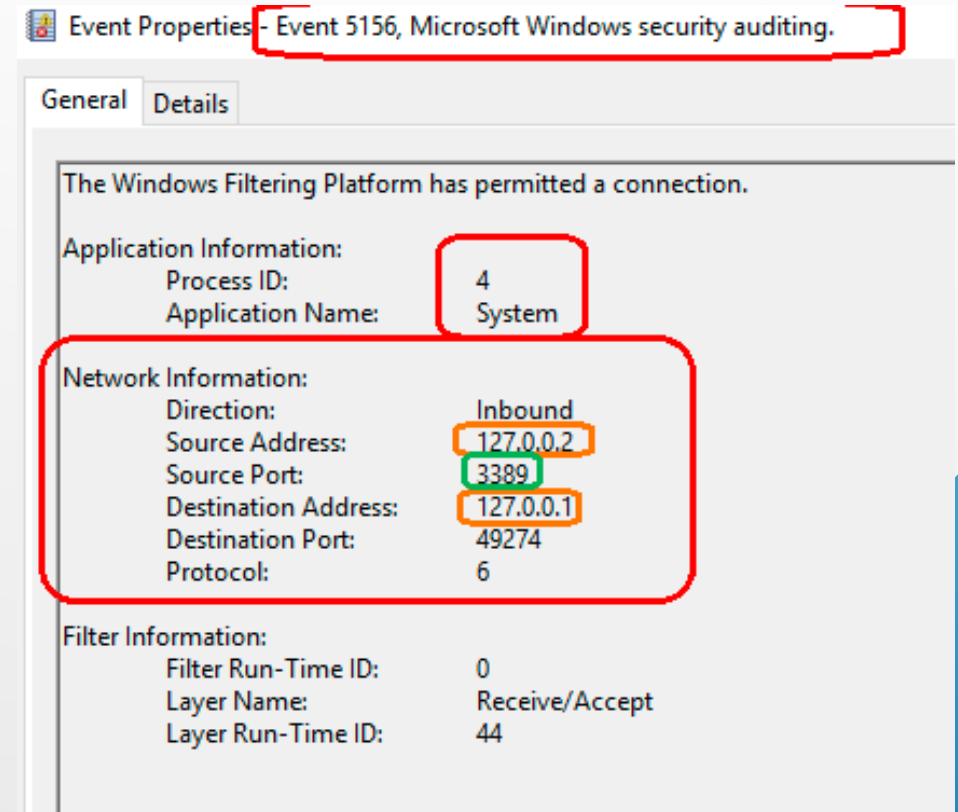 Event Properties - Event 5156, Microsoft Windows security auditing.
General Details
The Windows Filtering Platform has permitted a connection.
Application Information:
Process ID: 4
Application Name: System
Network Information:
Direction: Inbound
Source Address: 127.0.0.2
Source Port: 3389
Destination Address: 127.0.0.1
Destination Port: 49274
Protocol: 6
Filter Information:
Filter Run-Time ID: 0
Layer Name: Receive/Accept
Layer Run-Time ID: 44